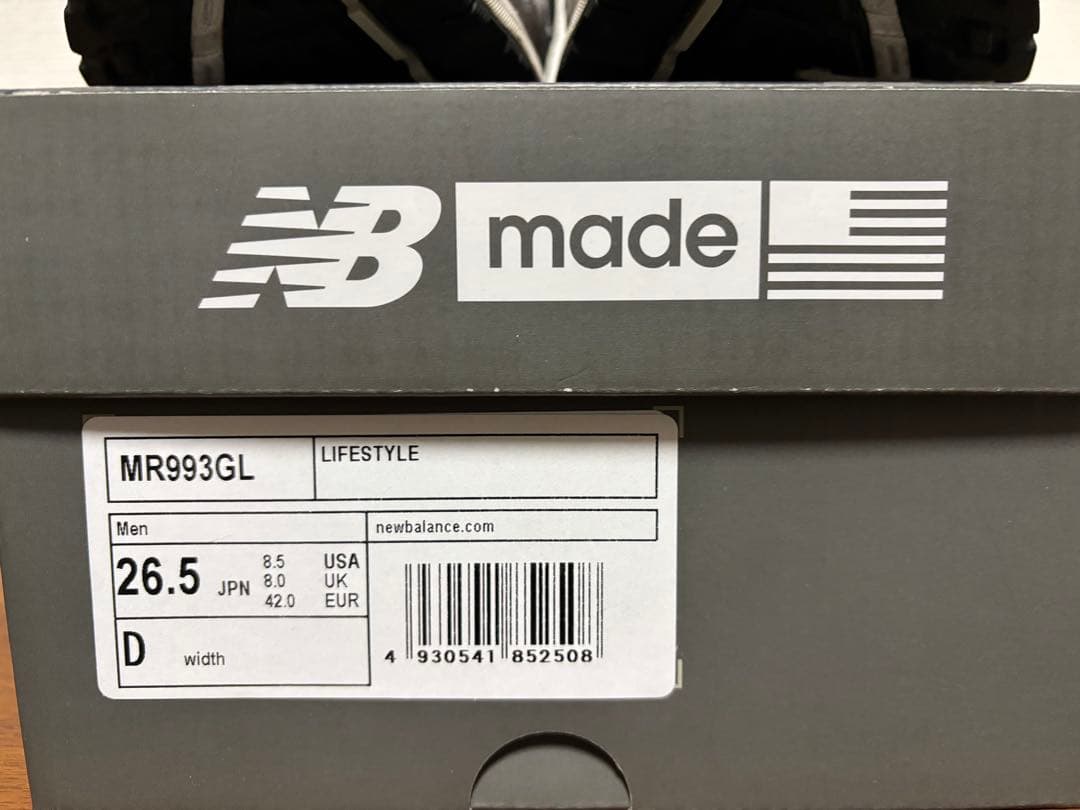 NB made
MR993GL
LIFESTYLE
Men
newbalance.com
26.5 JPN
8.5 USA
8.0 UK
42.0 EUR
D width
4 930541 852508